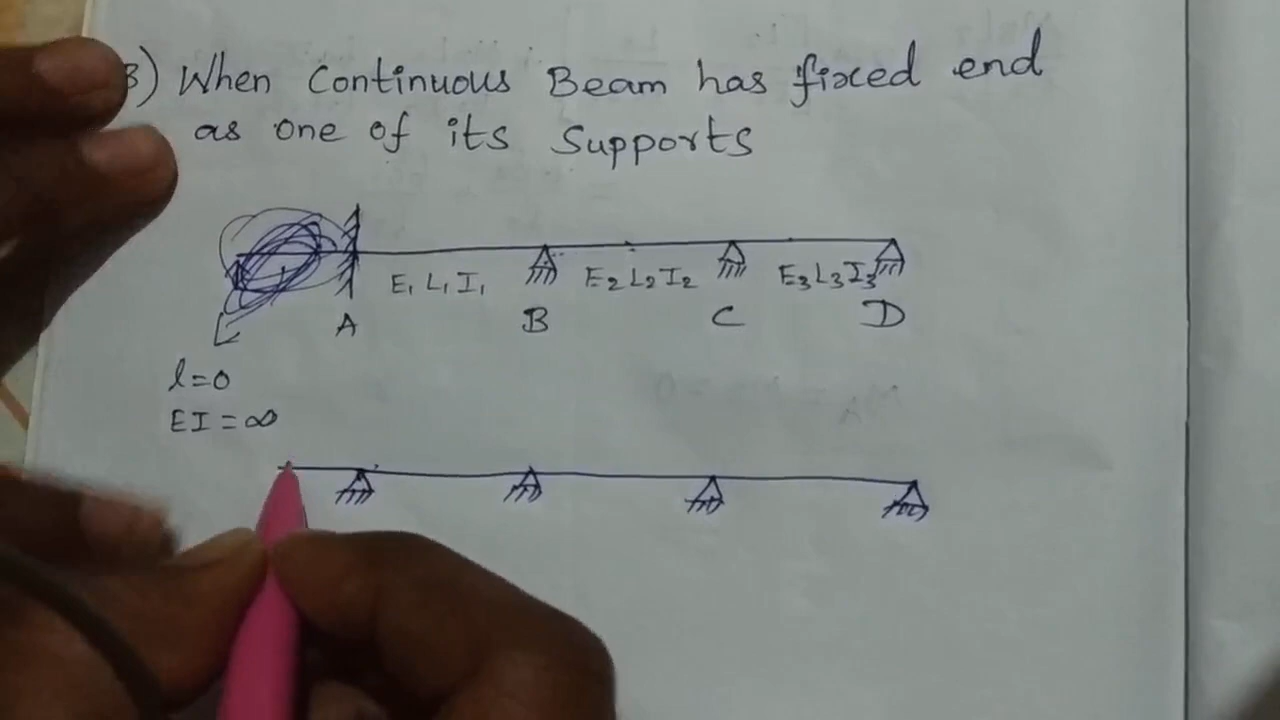 3) When Continuous Beam has fixed end
as one of its Supports
E₁ L₁ I₁ E₂ L₂ I₂ E₃ L₃ I₃
A B C D
l=0
EI = ∞